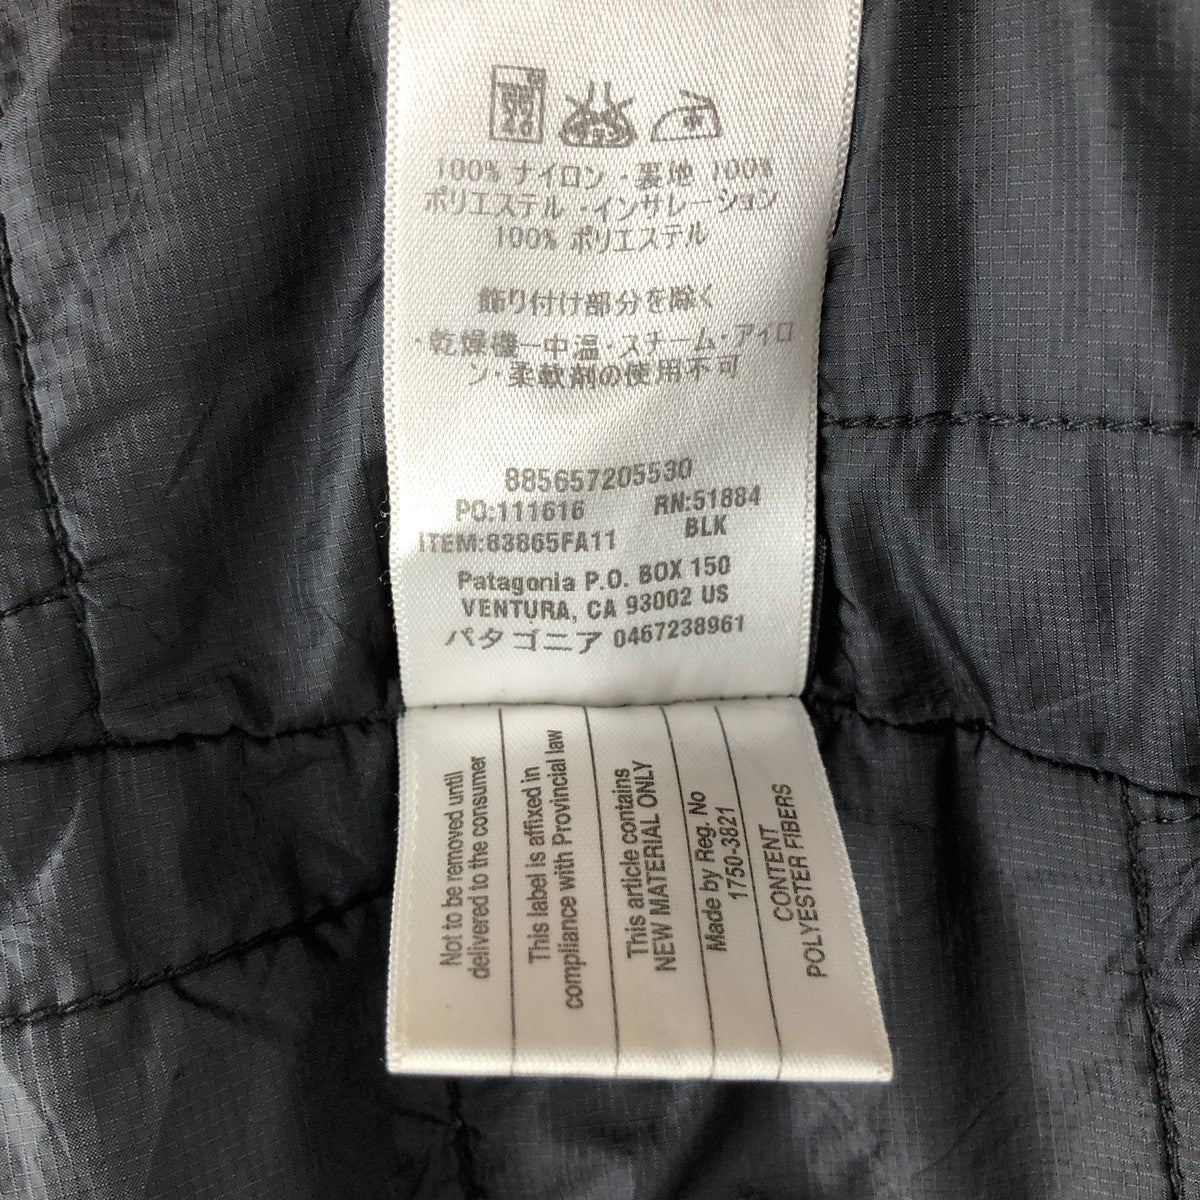 100% ナイロン・裏地 100%
ポリエステル・インサレーション
100% ポリエステル
飾り付け部分を除く
・乾燥機一中温・スチーム・アイロ
ン・柔軟剤の使用不可
885657205530
PO:111616 RN:51884
ITEM:83865FA11 BLK
Patagonia P.O. BOX 150
VENTURA, CA 93002 US
パタゴニア 0467238961
Not to be removed until
delivered to the consumer
This label is affixed in
compliance with Provincial law
This article contains
NEW MATERIAL ONLY
Made by Reg. No
1750-3821
CONTENT
POLYESTER FIBERS